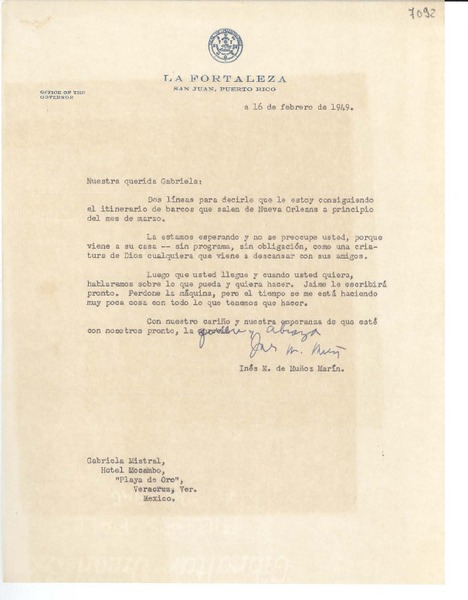 7092
LA FORTALEZA
SAN JUAN, PUERTO RICO
OFFICE OF THE
GOVERNOR
a 16 de febrero de 1949.
Nuestra querida Gabriela:
Dos líneas para decirle que le estoy consiguiendo
el itinerario de barcos que salen de Nueva Orleans a principio
del mes de marzo.
La estamos esperando y no se preocupe usted, porque
viene a su casa -- sin programa, sin obligación, como una cria-
tura de Dios cualquiera que viene a descansar con sus amigos.
Luego que usted llegue y cuando usted quiera,
hablaremos sobre lo que pueda y quiera hacer. Jaime le escribirá
pronto. Perdone la máquina, pero el tiempo se me está haciendo
muy poca cosa con todo lo que tenemos que hacer.
Con nuestro cariño y nuestra esperanza de que esté
con nosotros pronto, la quiere y abraza
Inés M. de Muñoz Marín.
Gabriela Mistral,
Hotel Mocambo,
"Playa de Oro",
Veracruz, Ver.
Mexico.